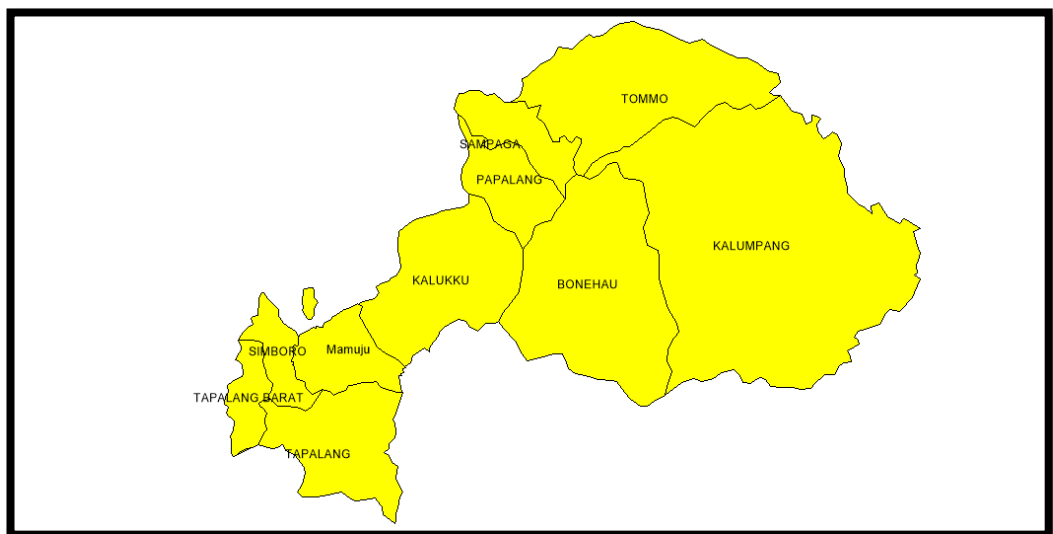 TOMMO
SAMPAGA
PAPALANG
KALUMPANG
KALUKKU
BONEHAU
SIMBORO
Mamuju
TAPALANG BARAT
TAPALANG